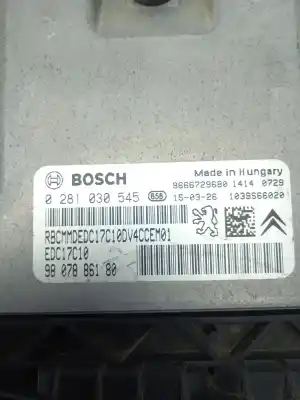 BOSCH
Made in Hungary
9666729680 1414 0729
0 281 030 545 658 15-03-26 1039S66020
RBCMMDEDC17C10DV4CCEM01
EDC17C10
98 078 861 80